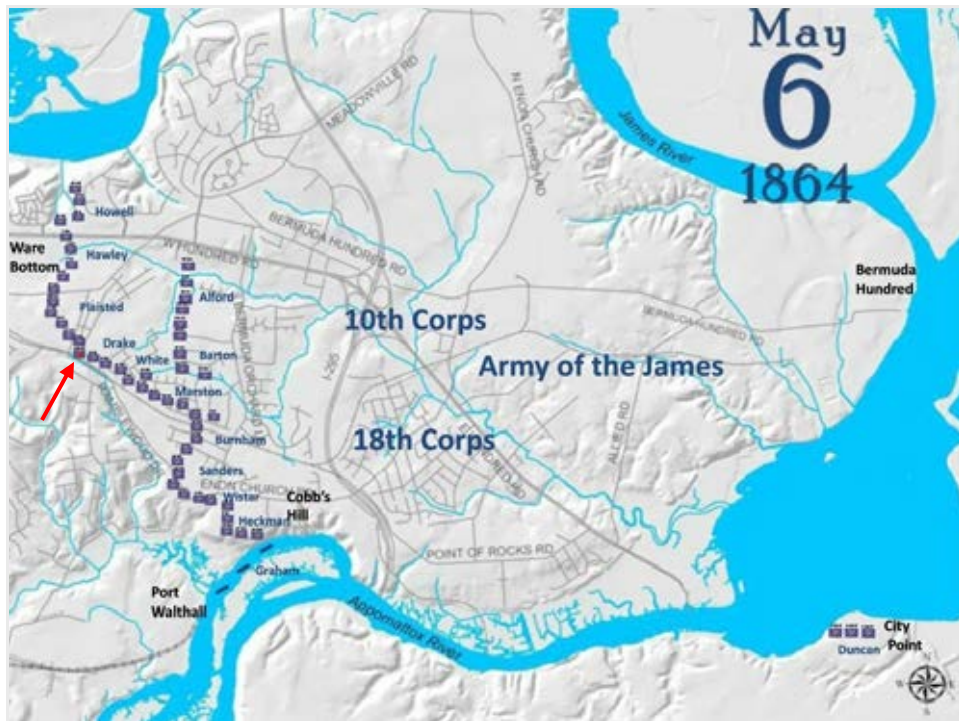 May
6
1864
MEADOWVILLE RD
N ENON CHURCH RD
James River
Howell
BERMUDA HUNDRED RD
Ware
Bottom
Hawley
W HUNDRED RD
Bermuda
Hundred
Plaisted
Alford
10th Corps
BERMUDA HUNDRED RD
Drake
White
Barton
I-295
Army of the James
Marston
18th Corps
Burnham
ALLIED RD
Sanders
ENON CHURCH RD
Wistar
Cobb's
Hill
Heckman
POINT OF ROCKS RD
Graham
Port
Walthall
Appomattox River
City
Point
Duncan
N
W
E
S